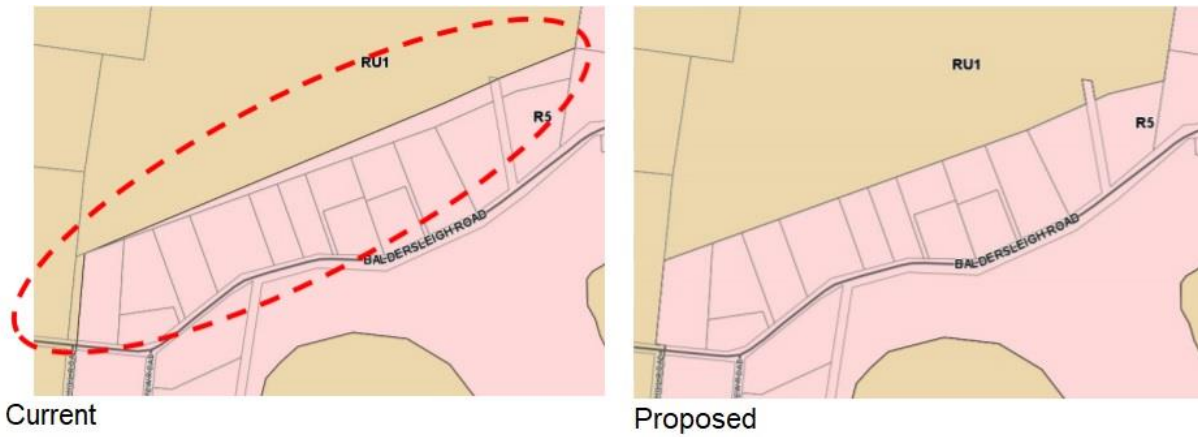 RU1
R5
BALDERSLEIGH ROAD
Current
RU1
R5
BALDERSLEIGH ROAD
Proposed